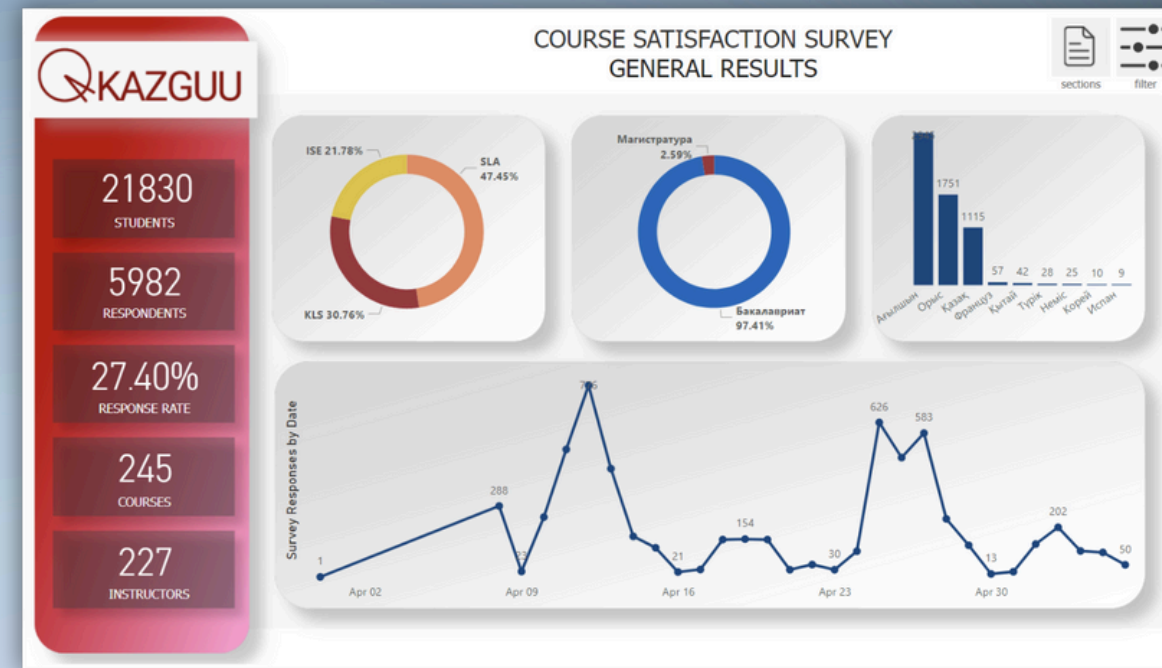 KAZGUU
COURSE SATISFACTION SURVEY
GENERAL RESULTS
sections
filter
21830
STUDENTS
5982
RESPONDENTS
27.40%
RESPONSE RATE
245
COURSES
227
INSTRUCTORS
ISE 21.78%
SLA
47.45%
KLS 30.76%
Магистратура
2.59%
Бакалавриат
97.41%
1751
1115
57
42
28
25
10
9
Ағылшын
Орыс
Қазақ
Француз
Қытай
Түрік
Неміс
Корей
Испан
Survey Responses by Date
1
288
23
21
154
30
626
583
13
202
50
Apr 02
Apr 09
Apr 16
Apr 23
Apr 30